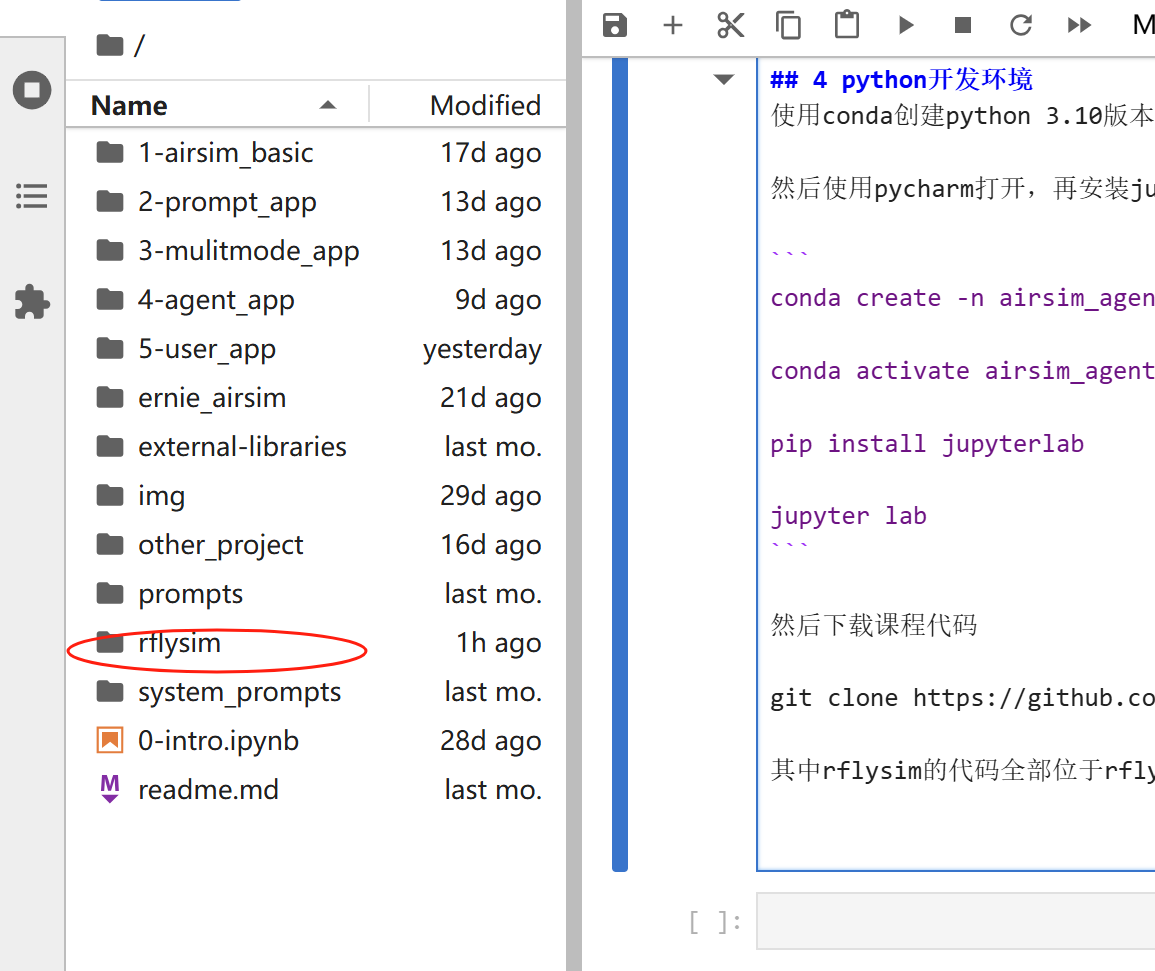 /
Name Modified
1-airsim_basic 17d ago
2-prompt_app 13d ago
3-mulitmode_app 13d ago
4-agent_app 9d ago
5-user_app yesterday
ernie_airsim 21d ago
external-libraries last mo.
img 29d ago
other_project 16d ago
prompts last mo.
rflysim 1h ago
system_prompts last mo.
0-intro.ipynb 28d ago
M readme.md last mo.
M
## 4 python开发环境
使用conda创建python 3.10版本
然后使用pycharm打开，再安装ju
```
conda create -n airsim_agen
conda activate airsim_agent
pip install jupyterlab
jupyter lab
```
然后下载课程代码
git clone https://github.co
其中rflysim的代码全部位于rfly
[ ]: